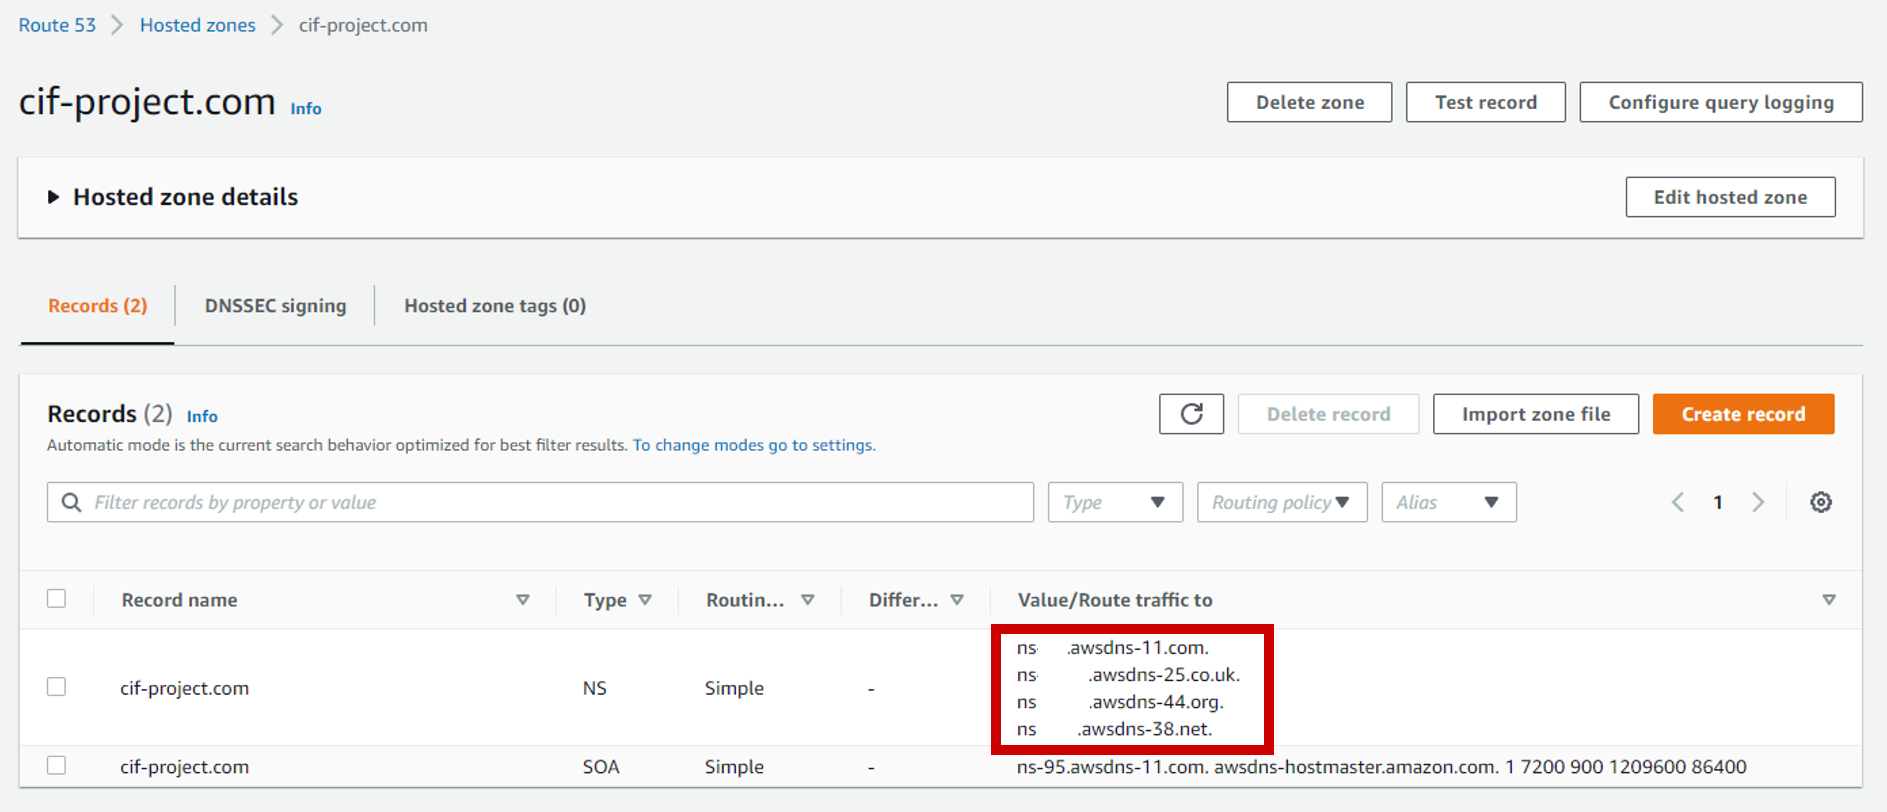 Route 53 > Hosted zones > cif-project.com
cif-project.com Info
Delete zone
Test record
Configure query logging
Hosted zone details
Edit hosted zone
Records (2)
DNSSEC signing
Hosted zone tags (0)
Records (2) Info
Delete record
Import zone file
Create record
Automatic mode is the current search behavior optimized for best filter results. To change modes go to settings.
Filter records by property or value
Type
Routing policy
Alias
1
Record name
Type
Routin...
Differ...
Value/Route traffic to
cif-project.com
NS
Simple
-
ns- .awsdns-11.com.
ns- .awsdns-25.co.uk.
ns .awsdns-44.org.
ns .awsdns-38.net.
cif-project.com
SOA
Simple
-
ns-95.awsdns-11.com. awsdns-hostmaster.amazon.com. 1 7200 900 1209600 86400